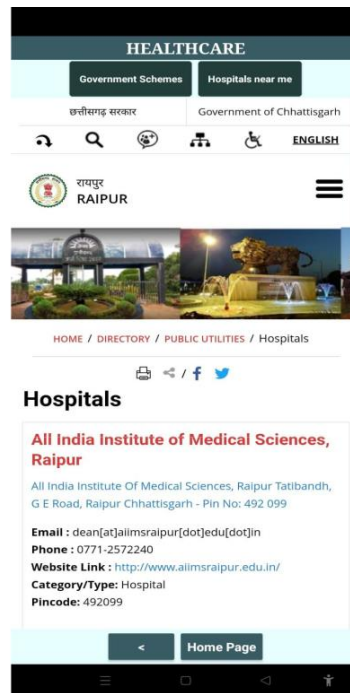 HEALTHCARE
Government Schemes
Hospitals near me
छत्तीसगढ़ सरकार
Government of Chhattisgarh
ENGLISH
रायपुर
RAIPUR
HOME / DIRECTORY / PUBLIC UTILITIES / Hospitals
/
Hospitals
All India Institute of Medical Sciences,
Raipur
All India Institute Of Medical Sciences, Raipur Tatibandh,
G E Road, Raipur Chhattisgarh - Pin No: 492 099
Email : dean[at]aiimsraipur[dot]edu[dot]in
Phone : 0771-2572240
Website Link : http://www.aiimsraipur.edu.in/
Category/Type: Hospital
Pincode: 492099
<
Home Page